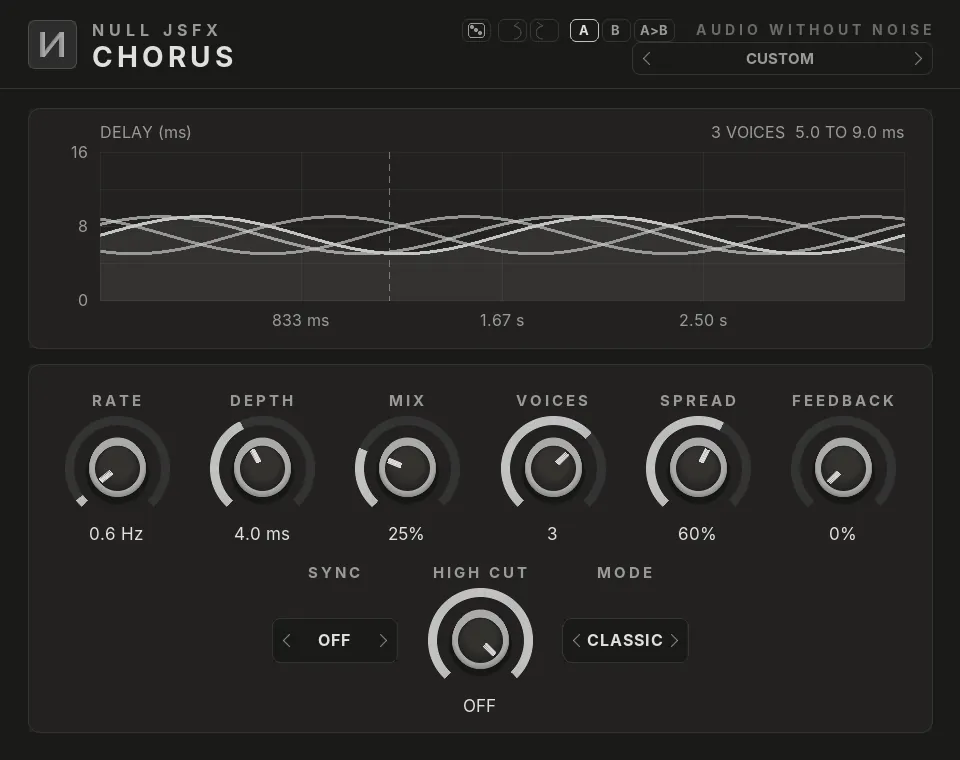 NULL JSFX
CHORUS
A B A>B
AUDIO WITHOUT NOISE
CUSTOM
DELAY (ms)
3 VOICES 5.0 TO 9.0 ms
16
8
0
833 ms 1.67 s 2.50 s
RATE DEPTH MIX VOICES SPREAD FEEDBACK
0.6 Hz 4.0 ms 25% 3 60% 0%
SYNC HIGH CUT MODE
OFF CLASSIC
OFF